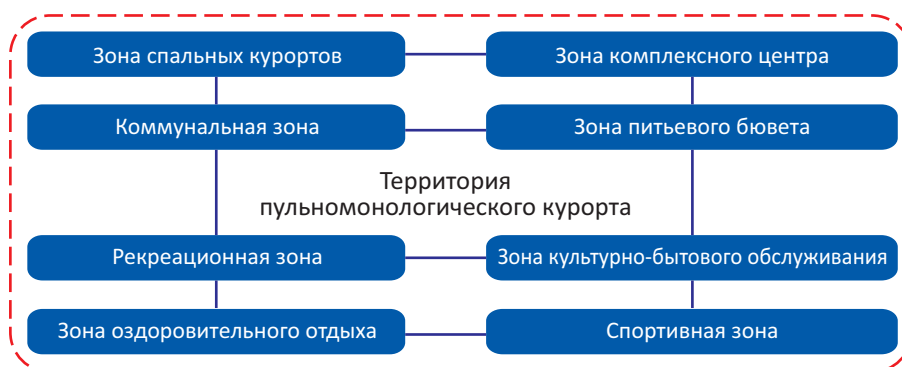 Зона спальных курортов
Зона комплексного центра
Коммунальная зона
Зона питьевого бювета
Территория
пульномонологического курорта
Рекреационная зона
Зона культурно-бытового обслуживания
Зона оздоровительного отдыха
Спортивная зона